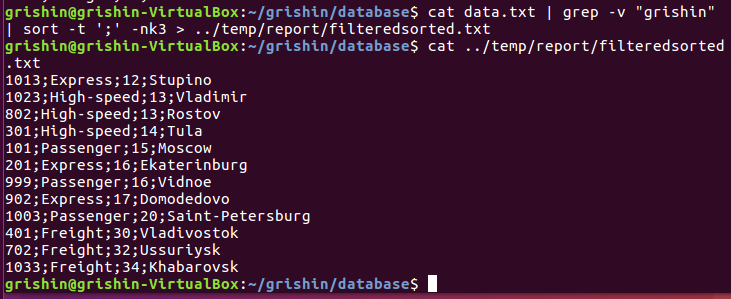 grishin@grishin-VirtualBox:~/grishin/database$ cat data.txt | grep -v "grishin"
| sort -t ';' -nk3 > ../temp/report/filteredsorted.txt
grishin@grishin-VirtualBox:~/grishin/database$ cat ../temp/report/filteredsorted
.txt
1013;Express;12;Stupino
1023;High-speed;13;Vladimir
802;High-speed;13;Rostov
301;High-speed;14;Tula
101;Passenger;15;Moscow
201;Express;16;Ekaterinburg
999;Passenger;16;Vidnoe
902;Express;17;Domodedovo
1003;Passenger;20;Saint-Petersburg
401;Freight;30;Vladivostok
702;Freight;32;Ussuriysk
1033;Freight;34;Khabarovsk
grishin@grishin-VirtualBox:~/grishin/database$